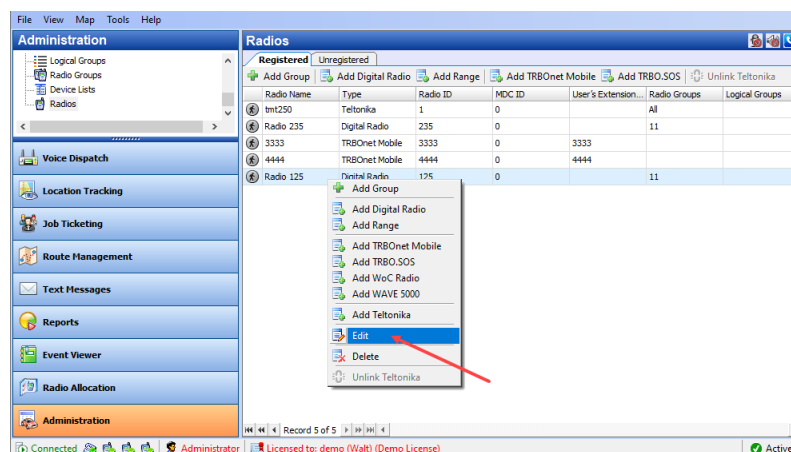 File View Map Tools Help
Administration
Logical Groups
Radio Groups
Device Lists
Radios
Voice Dispatch
Location Tracking
Job Ticketing
Route Management
Text Messages
Reports
Event Viewer
Radio Allocation
Administration
Radios
Registered Unregistered
Add Group Add Digital Radio Add Range Add TRBOnet Mobile Add TRBO.SOS Unlink Teltonika
Radio Name Type Radio ID MDC ID User's Extension... Radio Groups Logical Groups
tmt250 Teltonika 1 0 All
Radio 235 Digital Radio 235 0 11
3333 TRBOnet Mobile 3333 0 3333
4444 TRBOnet Mobile 4444 0 4444
Radio 125 Digital Radio 125 0 11
Add Group
Add Digital Radio
Add Range
Add TRBOnet Mobile
Add TRBO.SOS
Add WoC Radio
Add WAVE 5000
Add Teltonika
Edit
Delete
Unlink Teltonika
Record 5 of 5
Connected Administrator Licensed to: demo (Walt) (Demo License) Active